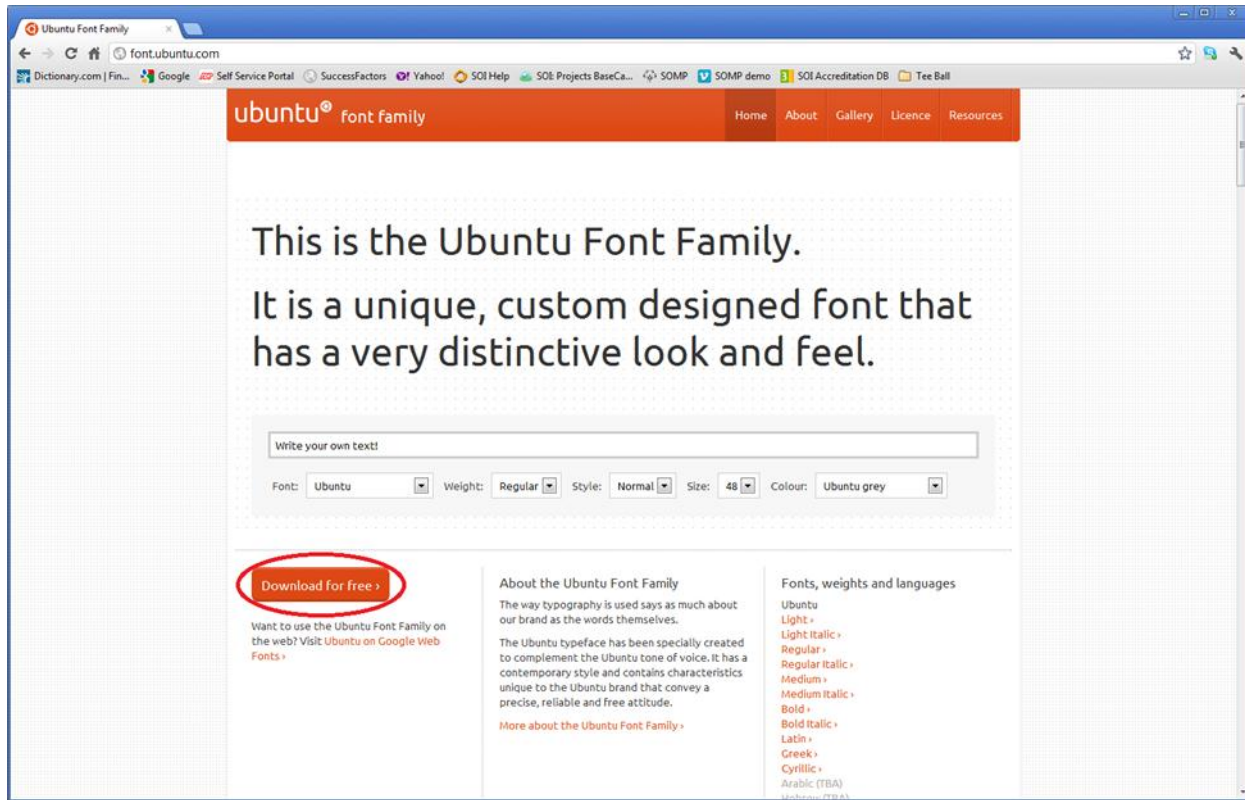 Ubuntu Font Family
font.ubuntu.com
Dictionary.com | Fin... Google Self Service Portal SuccessFactors Yahoo! SOI Help SOE Projects BaseCa... SOMP SOMP demo SOI Accreditation DB Tee Ball
ubuntu® font family
Home About Gallery Licence Resources
This is the Ubuntu Font Family.
It is a unique, custom designed font that
has a very distinctive look and feel.
Write your own text!
Font: Ubuntu Weight: Regular Style: Normal Size: 48 Colour: Ubuntu grey
Download for free ›
Want to use the Ubuntu Font Family on
the web? Visit Ubuntu on Google Web
Fonts ›
About the Ubuntu Font Family
The way typography is used says as much about
our brand as the words themselves.
The Ubuntu typeface has been specially created
to complement the Ubuntu tone of voice. It has a
contemporary style and contains characteristics
unique to the Ubuntu brand that convey a
precise, reliable and free attitude.
More about the Ubuntu Font Family ›
Fonts, weights and languages
Ubuntu
Light ›
Light Italic ›
Regular ›
Regular Italic ›
Medium ›
Medium Italic ›
Bold ›
Bold Italic ›
Latin ›
Greek ›
Cyrillic ›
Arabic (TBA)
Hebrew (TBA)